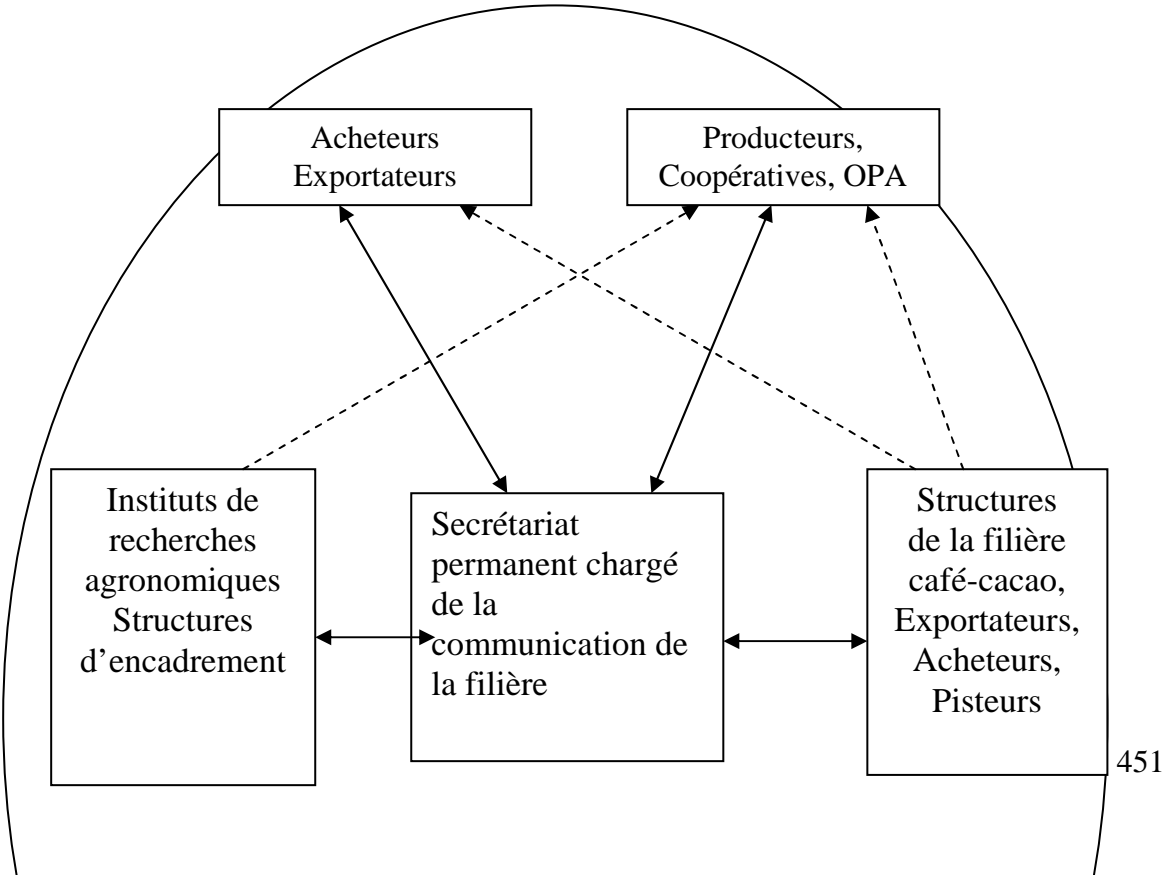 Acheteurs
Exportateurs
Producteurs,
Coopératives, OPA
Instituts de
recherches
agronomiques
Structures
d’encadrement
Secrétariat
permanent chargé
de la
communication de
la filière
Structures
de la filière
café-cacao,
Exportateurs,
Acheteurs,
Pisteurs
451